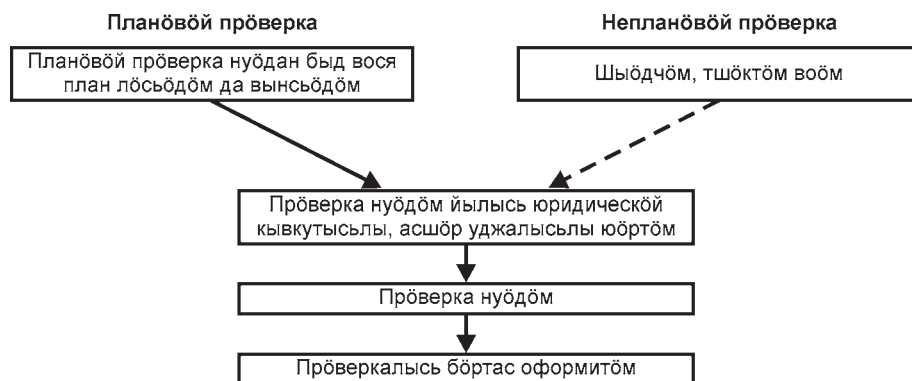 Планӧвӧй прӧверка
Непланӧвӧй прӧверка
Планӧвӧй прӧверка нуӧдан быд вося
план лӧсьӧдӧм да вынсьӧдӧм
Шыӧдчӧм, тшӧктӧм воӧм
Прӧверка нуӧдӧм йылысь юридическӧй
кывкутысьлы, асшӧр уджалысьлы юӧртӧм
Прӧверка нуӧдӧм
Прӧверкалысь бӧртас оформитӧм